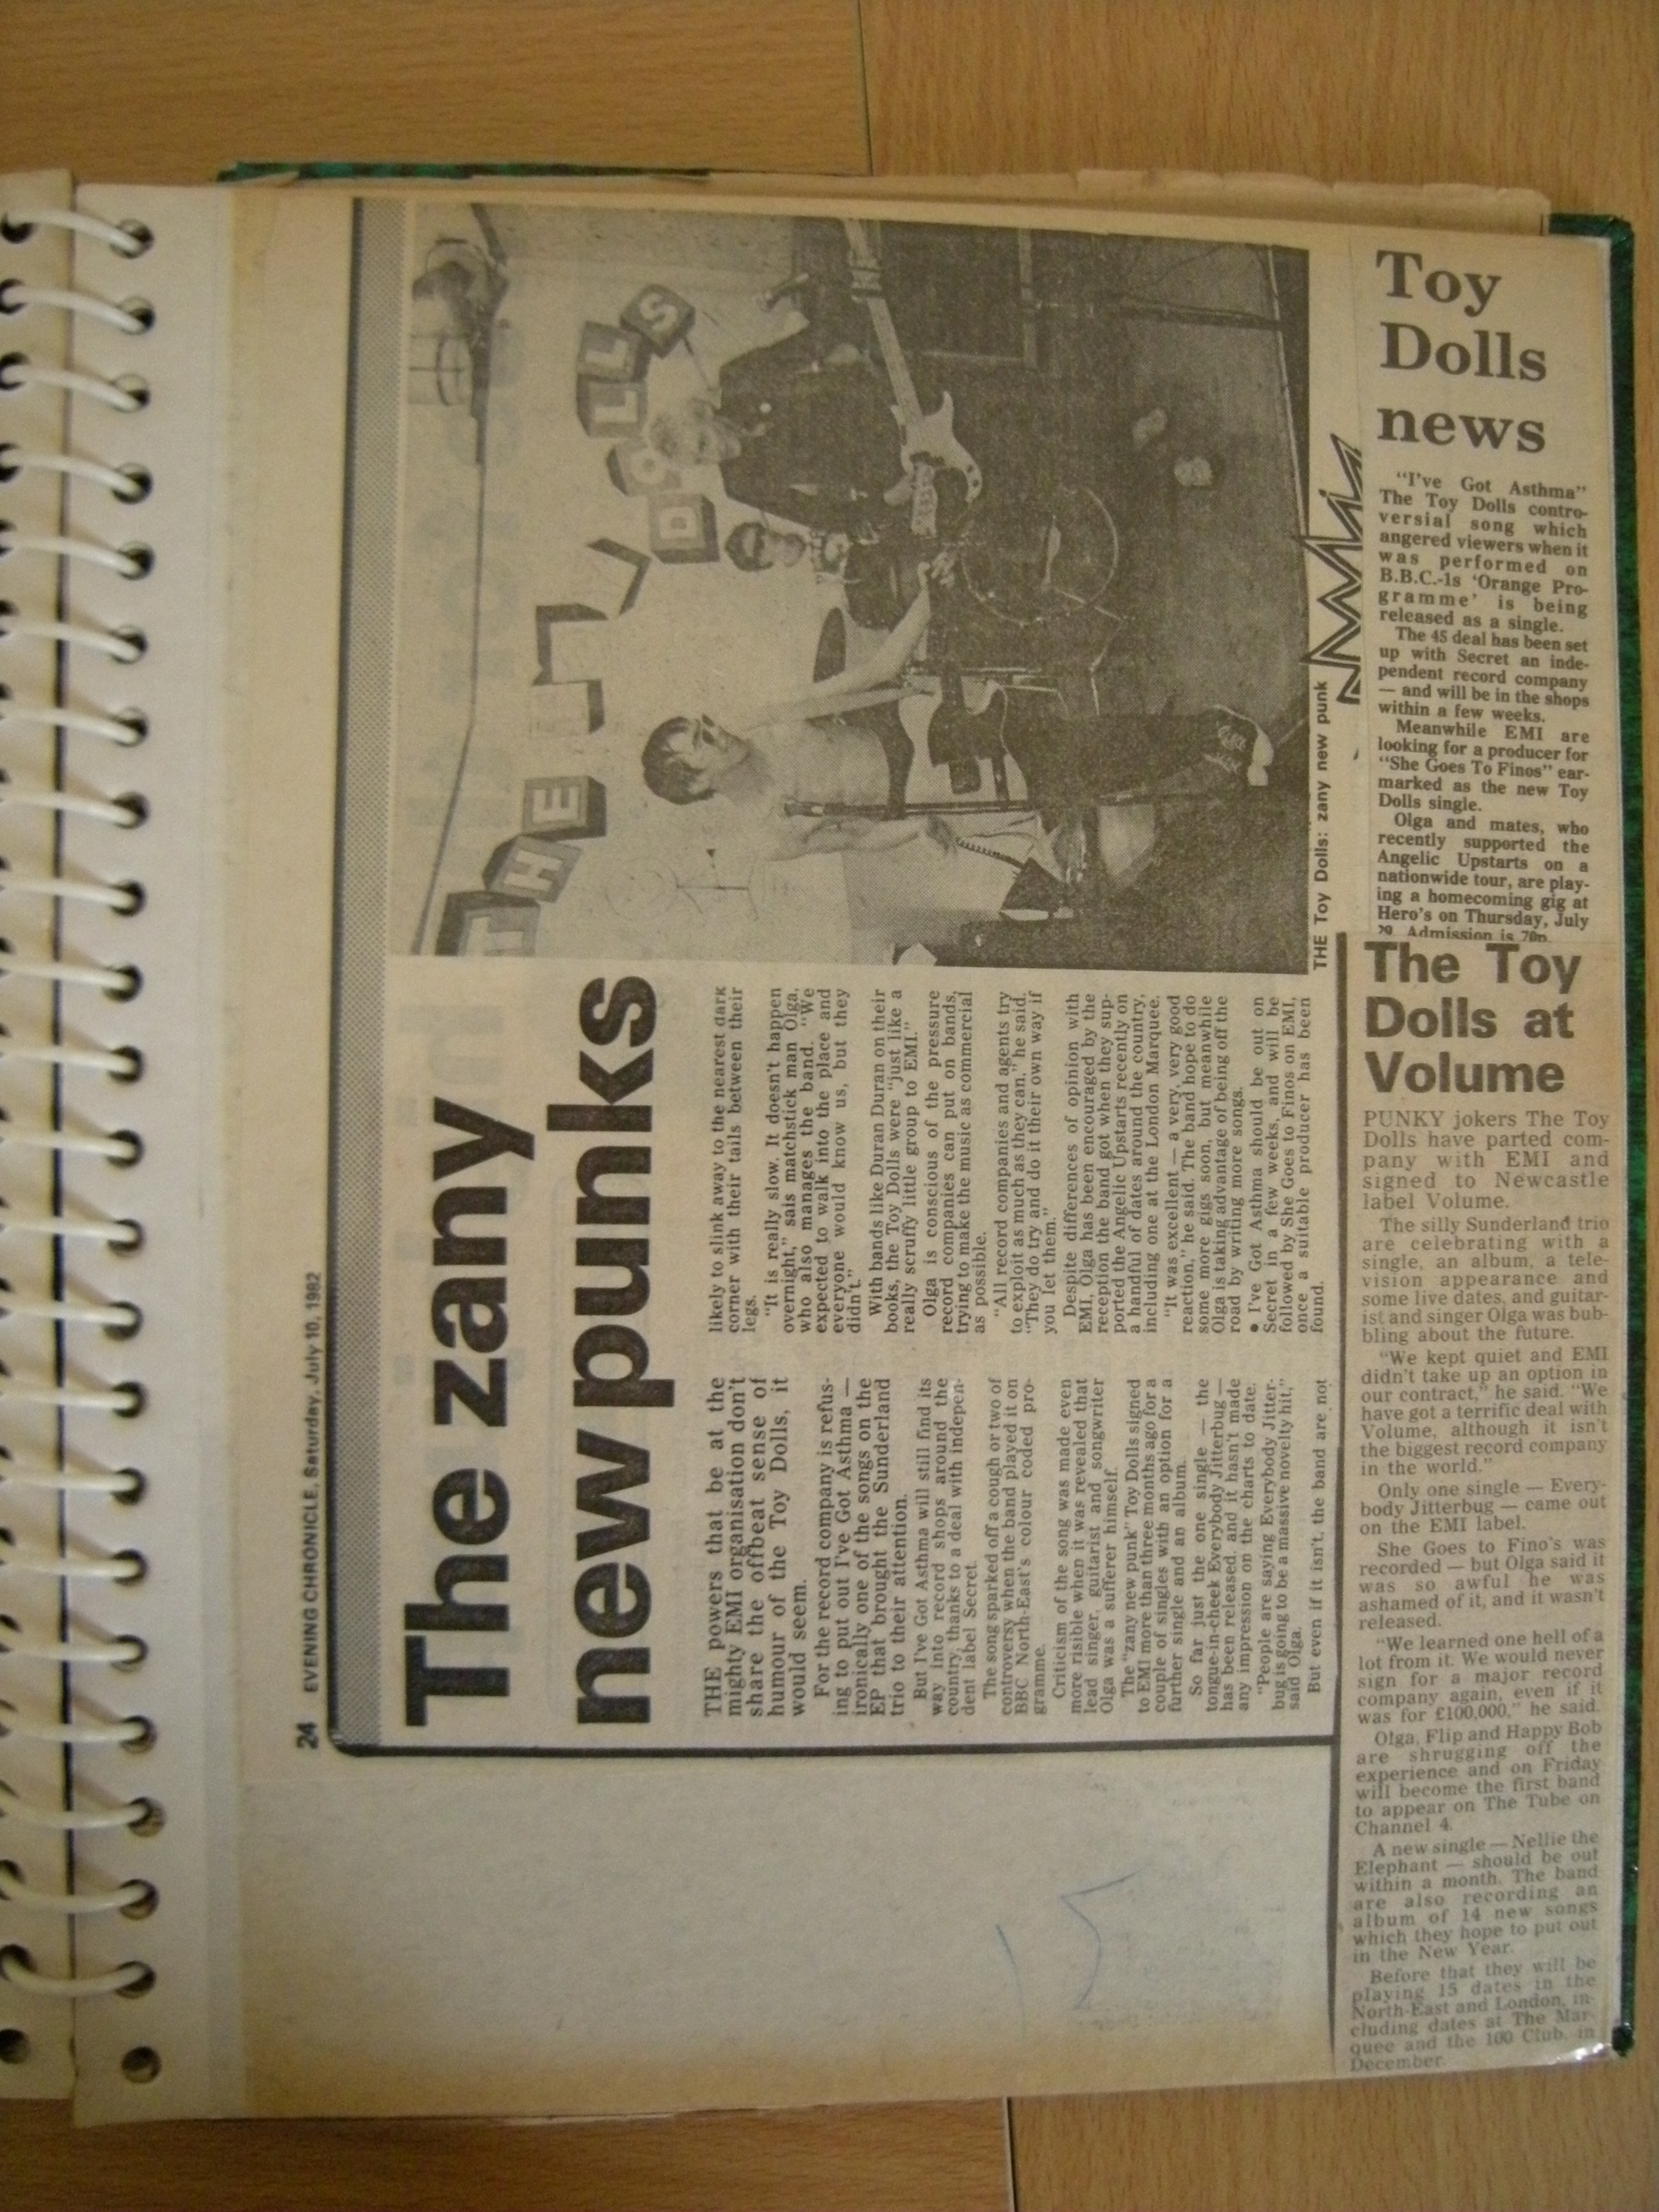 24 EVENING CHRONICLE, Saturday, July 10, 1982
The zany
new punks
THE powers that be at the
mighty EMI organisation don't
share the offbeat sense of
humour of the Toy Dolls, it
would seem.
For the record company is refus-
ing to put out I've Got Asthma —
ironically one of the songs on the
EP that brought the Sunderland
trio to their attention.
But I've Got Asthma will still find its
way into record shops around the
country, thanks to a deal with indepen-
dent label Secret.
The song sparked off a cough or two of
controversy when the band played it on
BBC North-East's colour coded pro-
gramme.
Criticism of the song was made even
more risible when it was revealed that
lead singer, guitarist and songwriter
Olga was a sufferer himself.
The "zany new punk" Toy Dolls signed
to EMI more than three months ago for a
couple of singles with an option for a
further single and an album.
So far just the one single — the
tongue-in-cheek Everybody Jitterbug —
has been released, and it hasn't made
any impression on the charts to date.
"People are saying Everybody Jitter-
bug is going to be a massive novelty hit,"
said Olga.
But even if it isn't, the band are not
likely to slink away to the nearest dark
corner with their tails between their
legs.
"It is really slow. It doesn't happen
overnight," sais matchstick man Olga,
who also manages the band. "We
expected to walk into the place and
everyone would know us, but they
didn't."
With bands like Duran Duran on their
books, the Toy Dolls were "just like a
really scruffy little group to EMI."
Olga is conscious of the pressure
record companies can put on bands,
trying to make the music as commercial
as possible.
"All record companies and agents try
to exploit as much as they can," he said.
"They do try and do it their own way if
you let them."
Despite differences of opinion with
EMI, Olga has been encouraged by the
reception the band got when they sup-
ported the Angelic Upstarts recently on
a handful of dates around the country,
including one at the London Marquee.
"It was excellent — a very, very good
reaction," he said. The band hope to do
some more gigs soon, but meanwhile
Olga is taking advantage of being off the
road by writing more songs.
● I've Got Asthma should be out on
Secret in a few weeks, and will be
followed by She Goes to Finos on EMI,
once a suitable producer has been
found.
THE
DOLLS
THE Toy Dolls: zany new punk
Toy
Dolls
news
"I've Got Asthma"
The Toy Dolls contro-
versial song which
angered viewers when it
was performed on
B.B.C.-1s 'Orange Pro-
gramme' is being
released as a single.
The 45 deal has been set
up with Secret an inde-
pendent record company
— and will be in the shops
within a few weeks.
Meanwhile EMI are
looking for a producer for
"She Goes To Finos" ear-
marked as the new Toy
Dolls single.
Olga and mates, who
recently supported the
Angelic Upstarts on a
nationwide tour, are play-
ing a homecoming gig at
Hero's on Thursday, July
29. Admission is 70p.
The Toy
Dolls at
Volume
PUNKY jokers The Toy
Dolls have parted com-
pany with EMI and
signed to Newcastle
label Volume.
The silly Sunderland trio
are celebrating with a
single, an album, a tele-
vision appearance and
some live dates, and guitar-
ist and singer Olga was bub-
bling about the future.
"We kept quiet and EMI
didn't take up an option in
our contract," he said. "We
have got a terrific deal with
Volume, although it isn't
the biggest record company
in the world."
Only one single — Every-
body Jitterbug — came out
on the EMI label.
She Goes to Fino's was
recorded — but Olga said it
was so awful he was
ashamed of it, and it wasn't
released.
"We learned one hell of a
lot from it. We would never
sign for a major record
company again, even if it
was for £100,000," he said.
Olga, Flip and Happy Bob
are shrugging off the
experience and on Friday
will become the first band
to appear on The Tube on
Channel 4.
A new single — Nellie the
Elephant — should be out
within a month. The band
are also recording an
album of 14 new songs
which they hope to put out
in the New Year.
Before that they will be
playing 15 dates in the
North-East and London, in-
cluding dates at The Mar-
quee and the 100 Club, in
December.